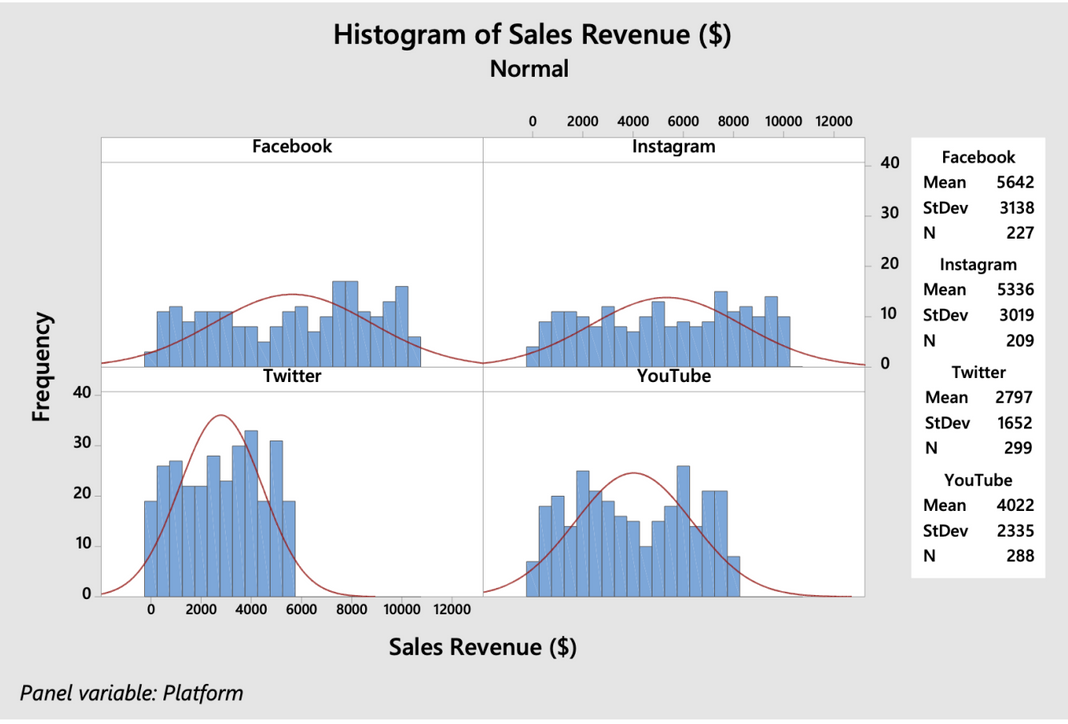 Histogram of Sales Revenue ($)
Normal
0 2000 4000 6000 8000 10000 12000
Facebook
Instagram
40
30
20
10
0
Twitter
YouTube
40
30
20
10
0
0 2000 4000 6000 8000 10000 12000
Frequency
Sales Revenue ($)
Facebook
Mean 5642
StDev 3138
N 227
Instagram
Mean 5336
StDev 3019
N 209
Twitter
Mean 2797
StDev 1652
N 299
YouTube
Mean 4022
StDev 2335
N 288
Panel variable: Platform